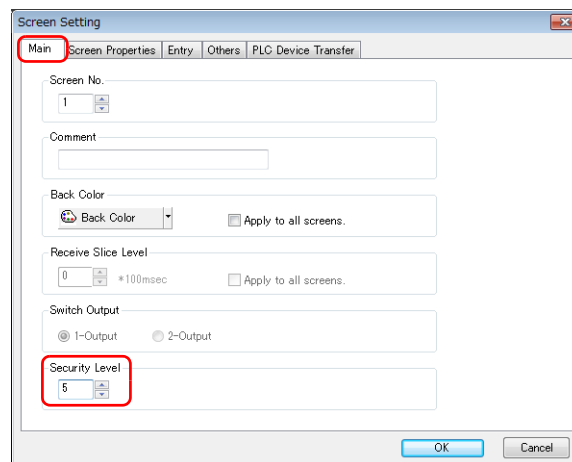 Screen Setting
Main Screen Properties Entry Others PLC Device Transfer
Screen No.
1
Comment
Back Color
Back Color Apply to all screens.
Receive Slice Level
0 *100msec Apply to all screens.
Switch Output
1-Output 2-Output
Security Level
5
OK Cancel